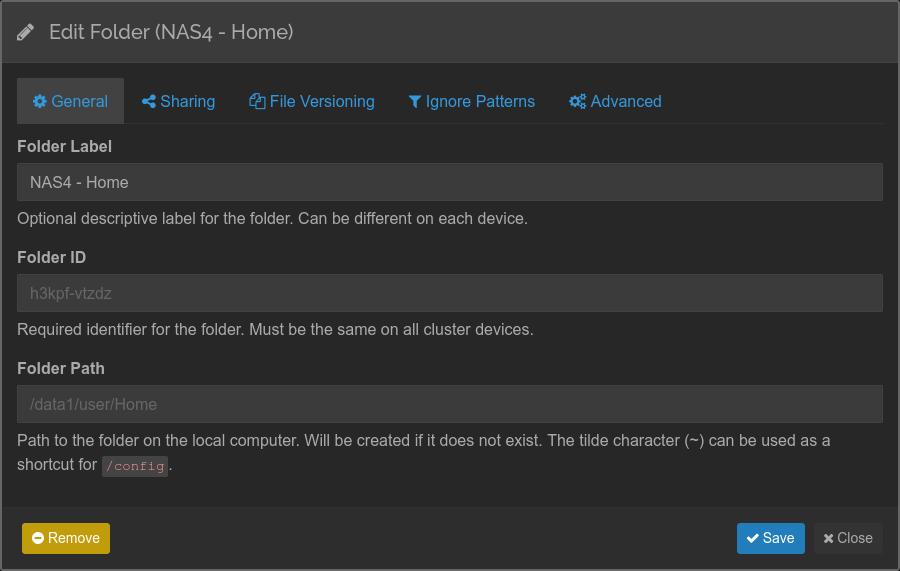 Edit Folder (NAS4 - Home)
General Sharing File Versioning Ignore Patterns Advanced
Folder Label
NAS4 - Home
Optional descriptive label for the folder. Can be different on each device.
Folder ID
h3kpf-vtzdz
Required identifier for the folder. Must be the same on all cluster devices.
Folder Path
/data1/user/Home
Path to the folder on the local computer. Will be created if it does not exist. The tilde character (~) can be used as a
shortcut for /config.
Remove Save Close